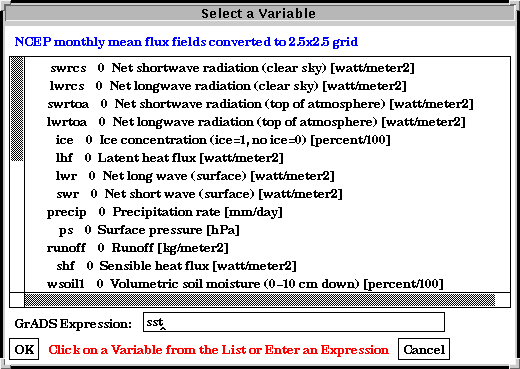 Select a Variable
NCEP monthly mean flux fields converted to 2.5x2.5 grid
swrcs 0 Net shortwave radiation (clear sky) [watt/meter2]
lwrcs 0 Net longwave radiation (clear sky) [watt/meter2]
swrtoa 0 Net shortwave radiation (top of atmosphere) [watt/meter2]
lwrtoa 0 Net longwave radiation (top of atmosphere) [watt/meter2]
ice 0 Ice concentration (ice=1, no ice=0) [percent/100]
lhf 0 Latent heat flux [watt/meter2]
lwr 0 Net long wave (surface) [watt/meter2]
swr 0 Net short wave (surface) [watt/meter2]
precip 0 Precipitation rate [mm/day]
ps 0 Surface pressure [hPa]
runoff 0 Runoff [kg/meter2]
shf 0 Sensible heat flux [watt/meter2]
wsoil1 0 Volumetric soil moisture (0-10 cm down) [percent/100]
GrADS Expression: sst
OK Click on a Variable from the List or Enter an Expression Cancel